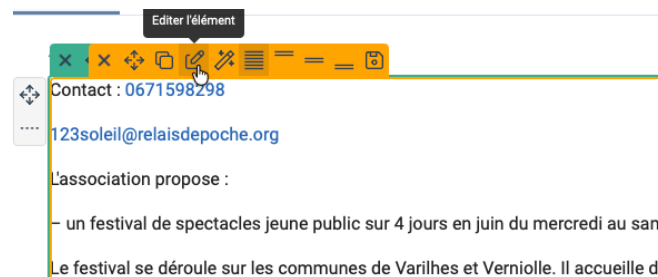 Editer l'élément
Contact : 0671598298
123soleil@relaisdepoche.org
L'association propose :
– un festival de spectacles jeune public sur 4 jours en juin du mercredi au
Le festival se déroule sur les communes de Varilhes et Verniolle. Il accueille